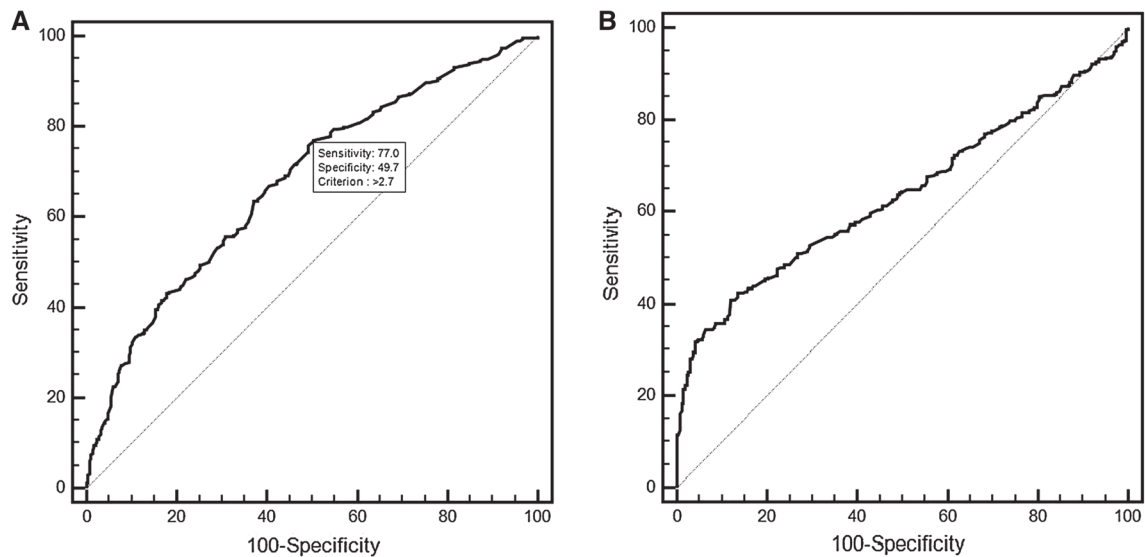 A
100
80
60
40
20
0
Sensitivity
Sensitivity: 77.0
Specificity: 49.7
Criterion : >2.7
0 20 40 60 80 100
100-Specificity
B
100
80
60
40
20
0
Sensitivity
0 20 40 60 80 100
100-Specificity